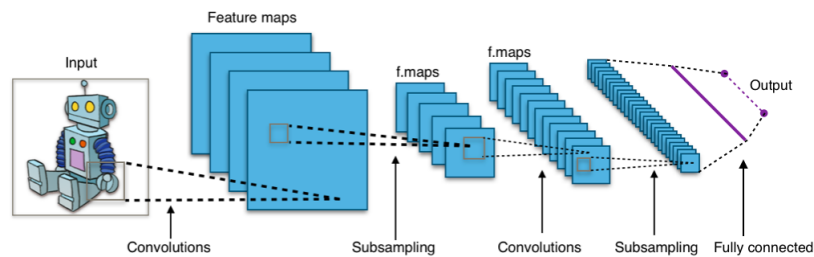 Feature maps
Input
f.maps
f.maps
Output
Convolutions
Subsampling
Convolutions
Subsampling
Fully connected